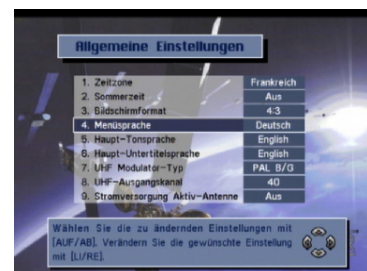 Allgemeine Einstellungen
1. Zeitzone Frankreich
2. Sommerzeit Aus
3. Bildschirmformat 4:3
4. Menüsprache Deutsch
5. Haupt-Tonsprache English
6. Haupt-Untertitelsprache English
7. UHF Modulator-Typ PAL B/G
8. UHF-Ausgangskanal 40
9. Stromversorgung Aktiv-Antenne Aus
Wählen Sie die zu ändernden Einstellungen mit
[AUF/AB]. Verändern Sie die gewünschte Einstellung
mit [LI/RE].